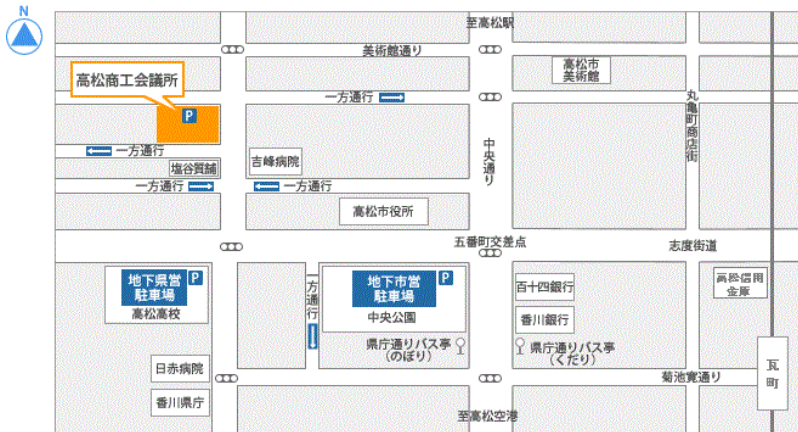 N
至高松駅
美術館通り
高松市
美術館
高松商工会議所
P
一方通行
丸亀町商店街
中央通り
一方通行
塩谷質舗
吉峰病院
一方通行
一方通行
高松市役所
五番町交差点
志度街道
地下県営
駐車場
P
高松高校
一方通行
地下市営
駐車場
P
中央公園
百十四銀行
高松信用
金庫
香川銀行
県庁通りバス亭
(のぼり)
県庁通りバス亭
(くだり)
瓦町
日赤病院
菊池寛通り
香川県庁
至高松空港